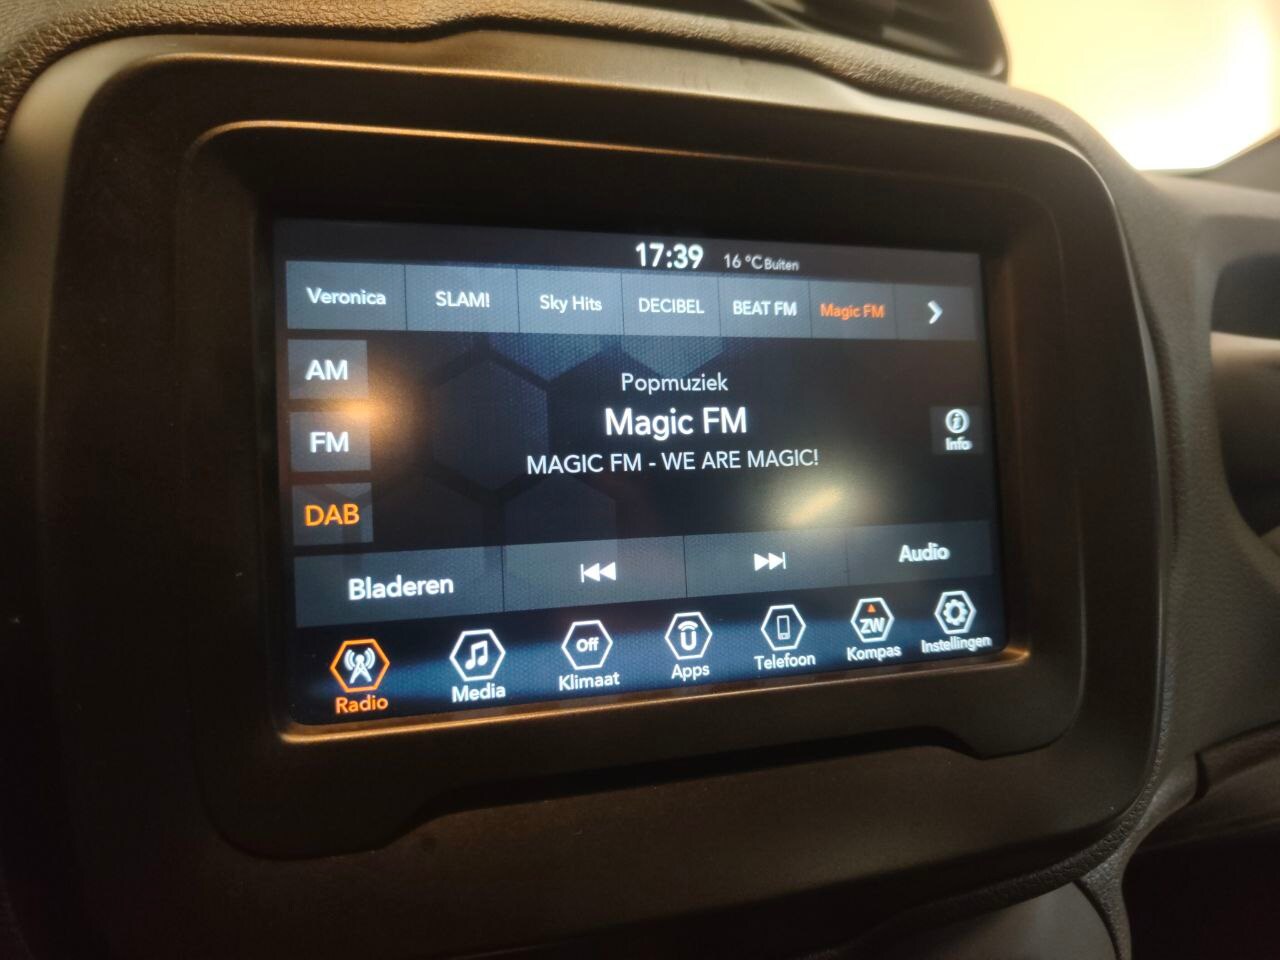 17:39 16 °C Buiten
Veronica SLAM! Sky Hits DECIBEL BEAT FM Magic FM
AM
Popmuziek
Magic FM
Info
FM
MAGIC FM - WE ARE MAGIC!
DAB
Bladeren Audio
Off U ZW
Radio Media Klimaat Apps Telefoon Kompas Instellingen